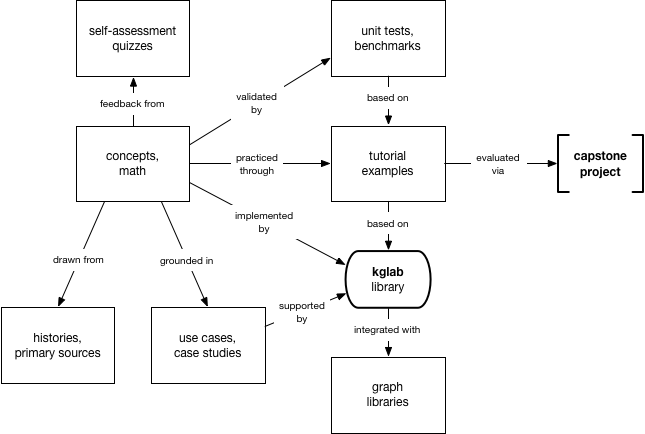 self-assessment
quizzes
unit tests,
benchmarks
feedback from
validated
by
based on
concepts,
math
practiced
through
tutorial
examples
evaluated
via
capstone
project
implemented
by
based on
drawn from
grounded in
kglab
library
supported
by
histories,
primary sources
use cases,
case studies
integrated with
graph
libraries